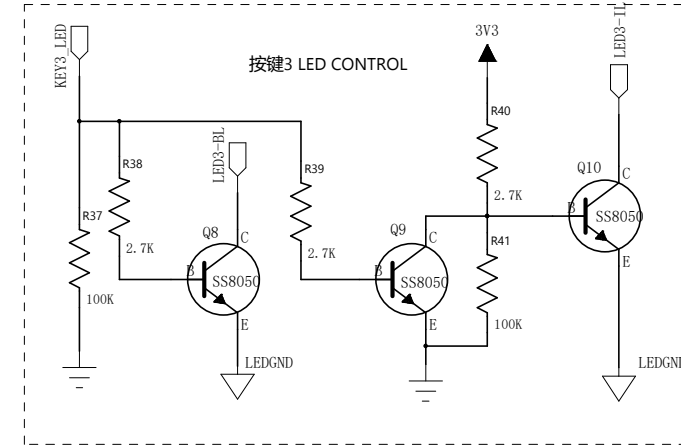 KEY3_LED
按键3 LED CONTROL
3V3
LED3-IL
R40
LED3-BL
R38
R39
Q10
C
2.7K
B
SS8050
R37
Q8
C
Q9
C
R41
2.7K
2.7K
B
SS8050
B
SS8050
E
100K
E
E
100K
LEDGND
LEDGND